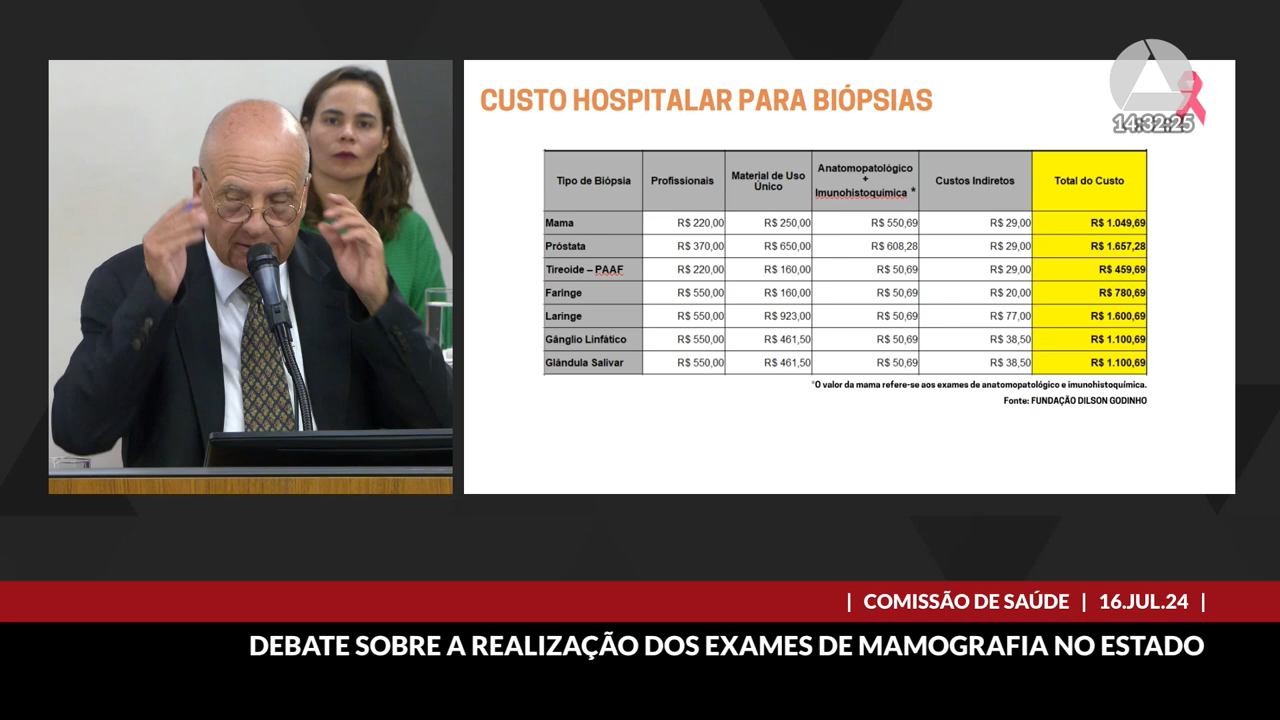 CUSTO HOSPITALAR PARA BIÓPSIAS
14:32:25
Tipo de Biópsia Profissionais Material de Uso Único Anatomopatológico + Imunohistoquímica * Custos Indiretos Total do Custo
Mama R$ 220,00 R$ 250,00 R$ 550,69 R$ 29,00 R$ 1.049,69
Próstata R$ 370,00 R$ 650,00 R$ 608,28 R$ 29,00 R$ 1.657,28
Tireoide – PAAF R$ 220,00 R$ 160,00 R$ 50,69 R$ 29,00 R$ 459,69
Faringe R$ 550,00 R$ 160,00 R$ 50,69 R$ 20,00 R$ 780,69
Laringe R$ 550,00 R$ 923,00 R$ 50,69 R$ 77,00 R$ 1.600,69
Gânglio Linfático R$ 550,00 R$ 461,50 R$ 50,69 R$ 38,50 R$ 1.100,69
Glândula Salivar R$ 550,00 R$ 461,50 R$ 50,69 R$ 38,50 R$ 1.100,69
*O valor da mama refere-se aos exames de anatomopatológico e imunohistoquímica.
Fonte: FUNDAÇÃO DILSON GODINHO
| COMISSÃO DE SAÚDE | 16.JUL.24 |
DEBATE SOBRE A REALIZAÇÃO DOS EXAMES DE MAMOGRAFIA NO ESTADO